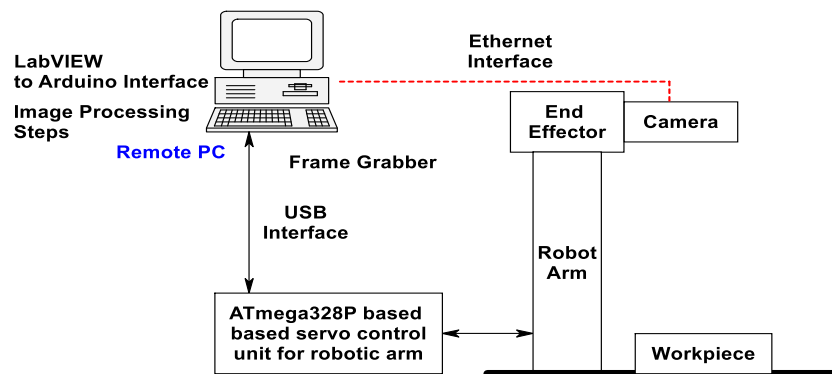 Ethernet
Interface
LabVIEW
to Arduino Interface
Image Processing
Steps
Remote PC
Frame Grabber
End
Effector
Camera
USB
Interface
Robot
Arm
ATmega328P based
based servo control
unit for robotic arm
Workpiece